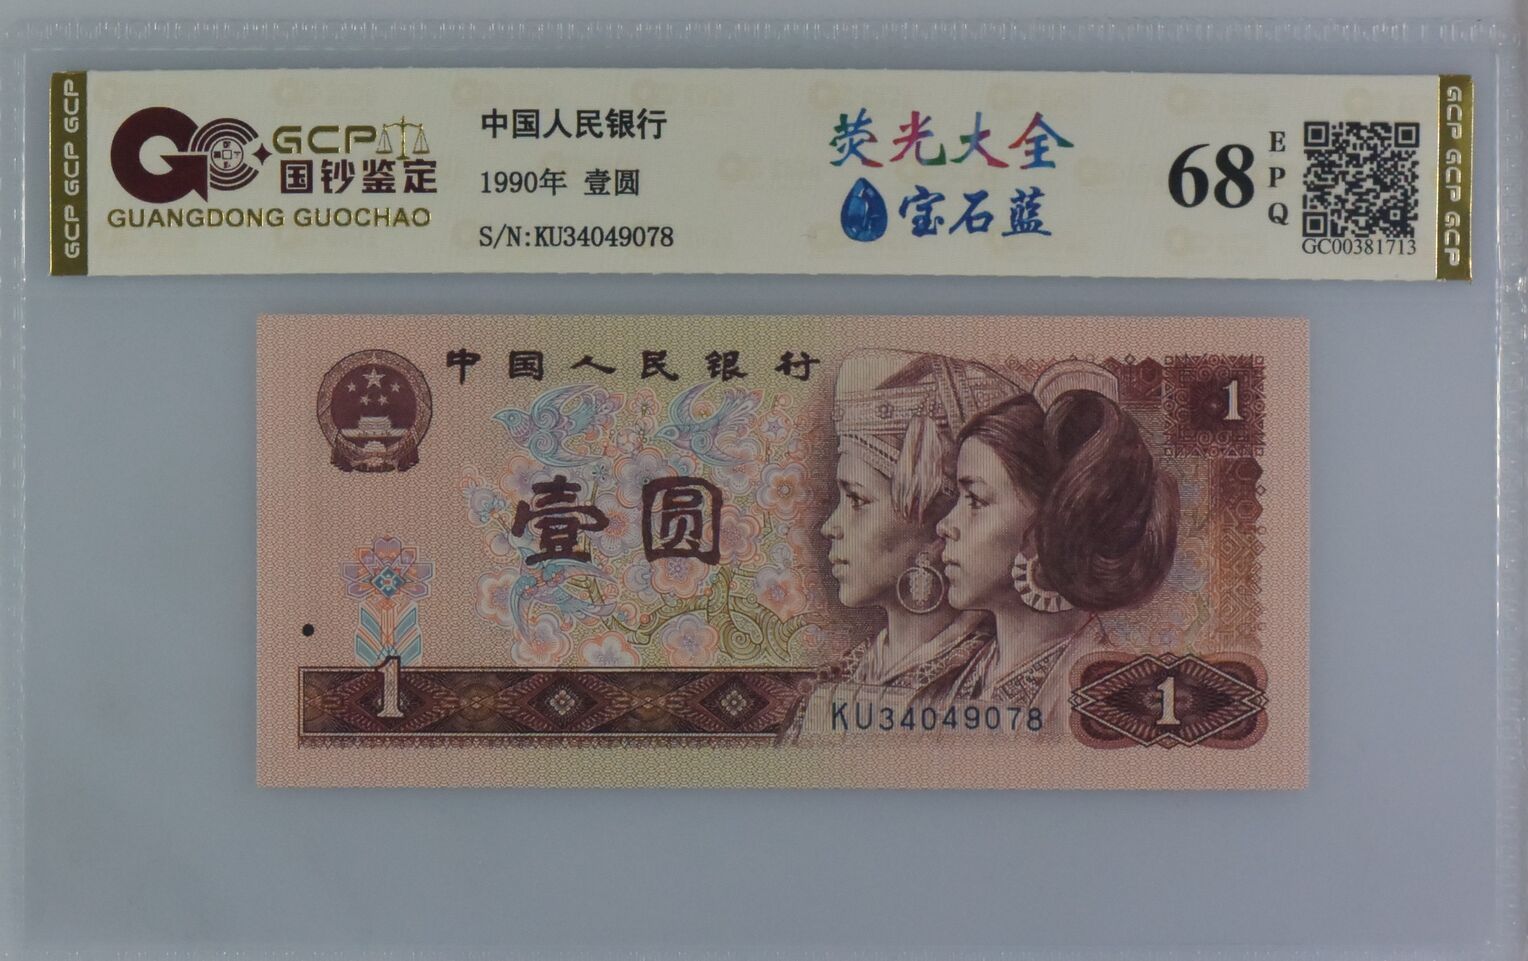 GCP GCP GCP
GCP
国钞鉴定
GUANGDONG GUOCHAO
中国人民银行
1990年 壹圆
S/N:KU34049078
荧光大全
宝石蓝
68
EPQ
GC00381713
GCP GCP GCP
中国人民银行
1
壹圆
1
KU34049078
1